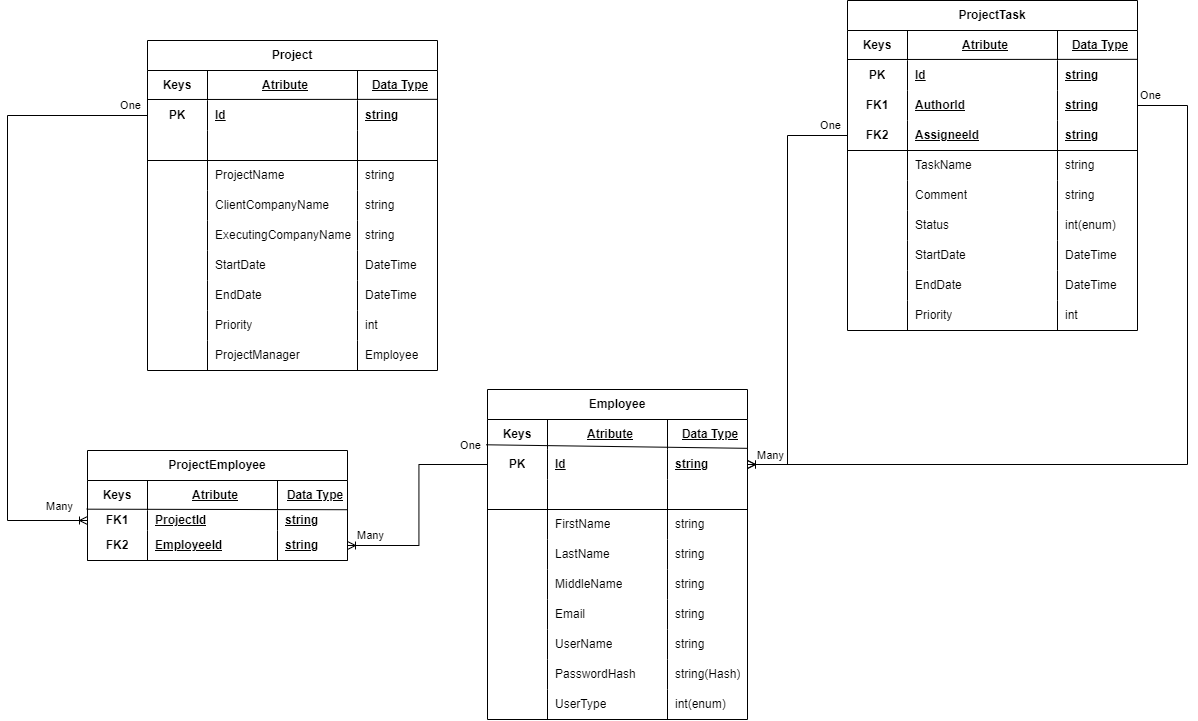 ProjectTask
Keys Atribute Data Type
PK Id string
FK1 AuthorId string
FK2 AssigneeId string
TaskName string
Comment string
Status int(enum)
StartDate DateTime
EndDate DateTime
Priority int
One
One
Project
Keys Atribute Data Type
PK Id string
ProjectName string
ClientCompanyName string
ExecutingCompanyName string
StartDate DateTime
EndDate DateTime
Priority int
ProjectManager Employee
One
Employee
Keys Atribute Data Type
PK Id string
FirstName string
LastName string
MiddleName string
Email string
UserName string
PasswordHash string(Hash)
UserType int(enum)
One
Many
ProjectEmployee
Keys Atribute Data Type
FK1 ProjectId string
FK2 EmployeeId string
Many
Many